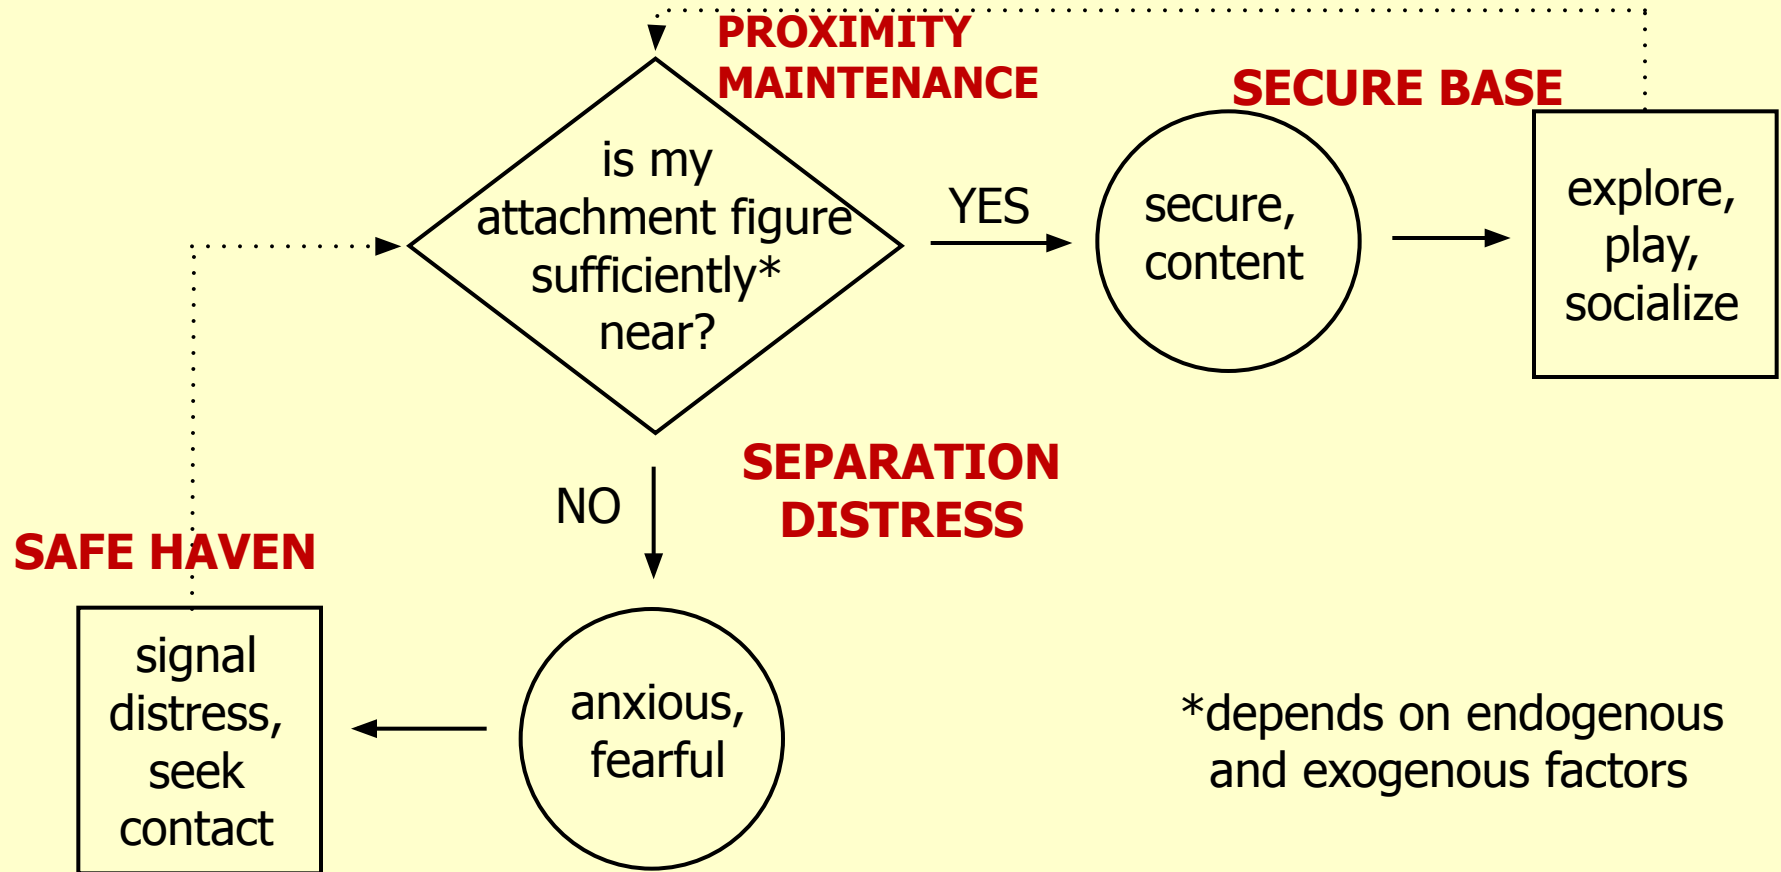 PROXIMITY
MAINTENANCE
SECURE BASE
is my
attachment figure
sufficiently*
near?
YES
secure,
content
explore,
play,
socialize
NO
SEPARATION
DISTRESS
SAFE HAVEN
signal
distress,
seek
contact
anxious,
fearful
*depends on endogenous
and exogenous factors